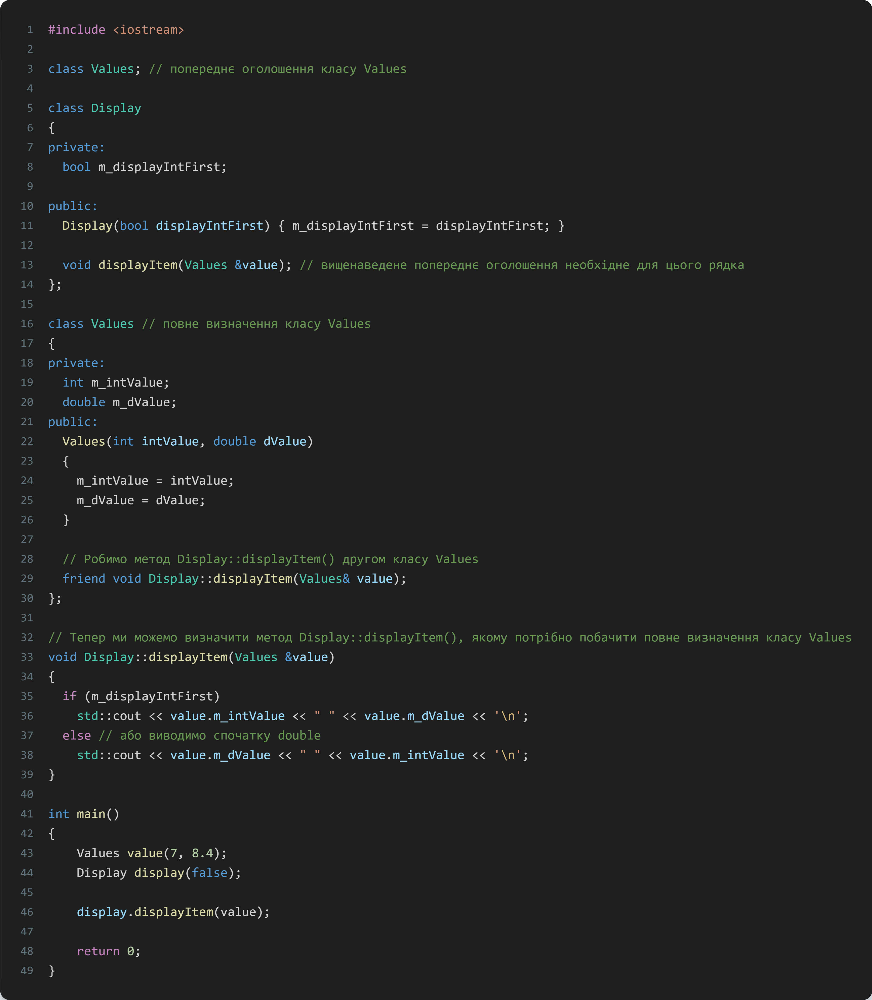 1 #include <iostream>
2
3 class Values; // попереднє оголошення класу Values
4
5 class Display
6 {
7 private:
8   bool m_displayIntFirst;
9
10 public:
11   Display(bool displayIntFirst) { m_displayIntFirst = displayIntFirst; }
12
13   void displayItem(Values &value); // вищенаведене попереднє оголошення необхідне для цього рядка
14 };
15
16 class Values // повне визначення класу Values
17 {
18 private:
19   int m_intValue;
20   double m_dValue;
21 public:
22   Values(int intValue, double dValue)
23   {
24     m_intValue = intValue;
25     m_dValue = dValue;
26   }
27
28   // Робимо метод Display::displayItem() другом класу Values
29   friend void Display::displayItem(Values& value);
30 };
31
32 // Тепер ми можемо визначити метод Display::displayItem(), якому потрібно побачити повне визначення класу Values
33 void Display::displayItem(Values &value)
34 {
35   if (m_displayIntFirst)
36     std::cout << value.m_intValue << " " << value.m_dValue << '\n';
37   else // або виводимо спочатку double
38     std::cout << value.m_dValue << " " << value.m_intValue << '\n';
39 }
40
41 int main()
42 {
43     Values value(7, 8.4);
44     Display display(false);
45
46     display.displayItem(value);
47
48     return 0;
49 }